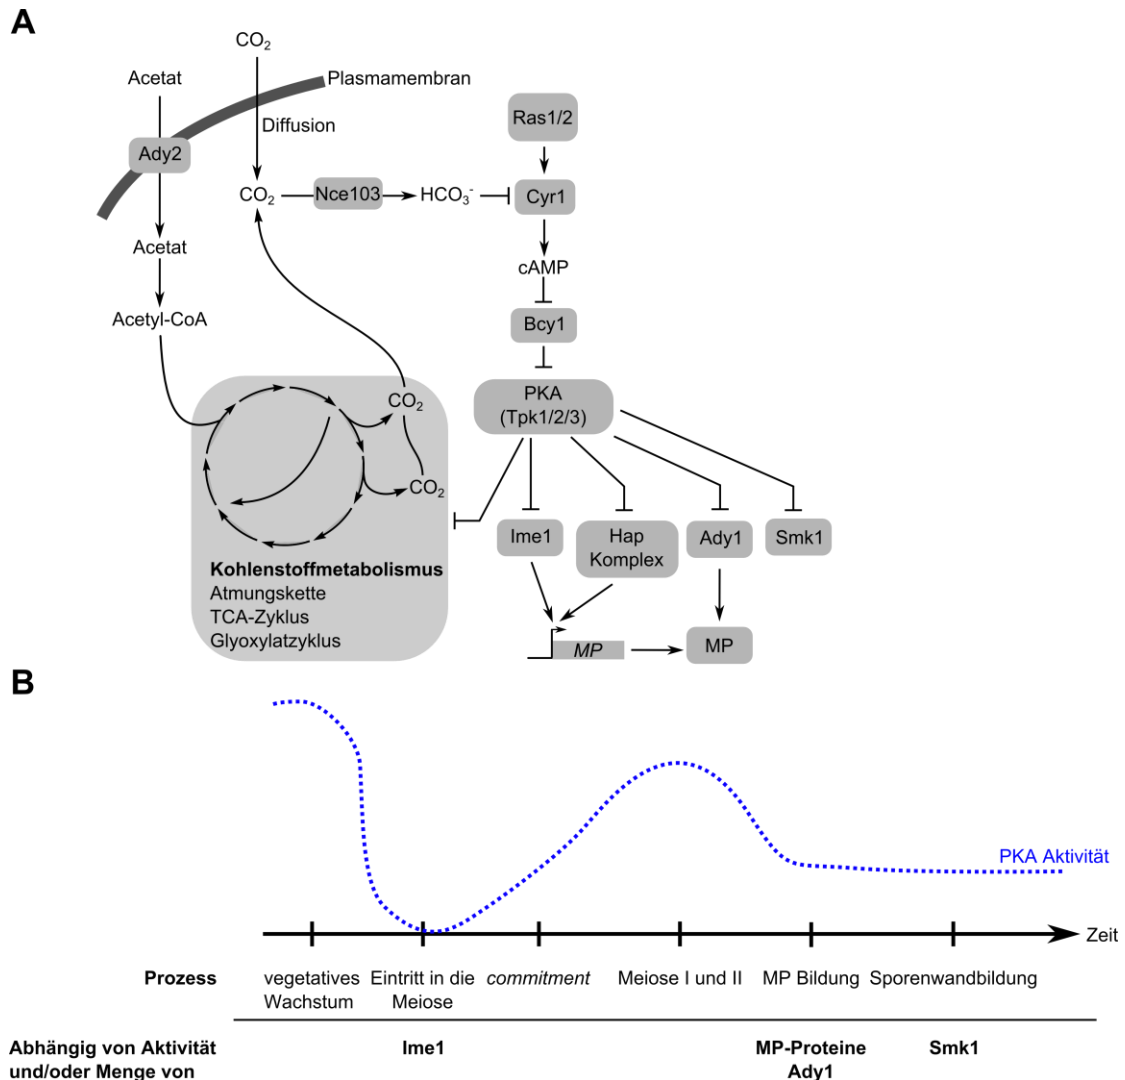 A
CO₂
Acetat
Plasmamembran
Diffusion
Ady2
Ras1/2
CO₂
Nce103
HCO₃⁻
Cyr1
Acetat
cAMP
Acetyl-CoA
Bcy1
PKA
(Tpk1/2/3)
CO₂
CO₂
Ime1
Hap
Komplex
Ady1
Smk1
Kohlenstoffmetabolismus
Atmungskette
TCA-Zyklus
Glyoxylatzyklus
MP
MP
B
PKA Aktivität
Zeit
Prozess
vegetatives
Wachstum
Eintritt in die
Meiose
commitment
Meiose I und II
MP Bildung
Sporenwandbildung
Abhängig von Aktivität
und/oder Menge von
Ime1
MP-Proteine
Ady1
Smk1